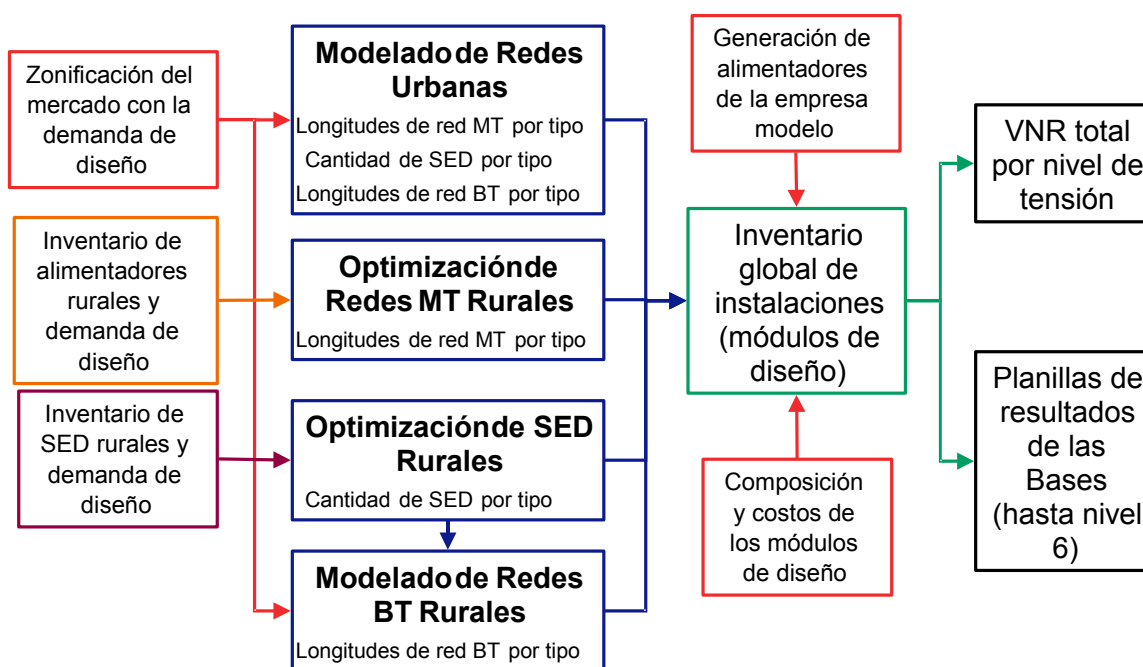 Zonificación del
mercado con la
demanda de
diseño
Modelado de Redes
Urbanas
Longitudes de red MT por tipo
Cantidad de SED por tipo
Longitudes de red BT por tipo
Generación de
alimentadores
de la empresa
modelo
VNR total
por nivel de
tensión
Inventario de
alimentadores
rurales y
demanda de
diseño
Optimizaciónde
Redes MT Rurales
Longitudes de red MT por tipo
Inventario
global de
instalaciones
(módulos de
diseño)
Inventario de
SED rurales y
demanda de
diseño
Optimizaciónde SED
Rurales
Cantidad de SED por tipo
Planillas de
resultados
de las
Bases
(hasta nivel
6)
Composición
y costos de
los módulos
de diseño
Modelado de Redes
BT Rurales
Longitudes de red BT por tipo